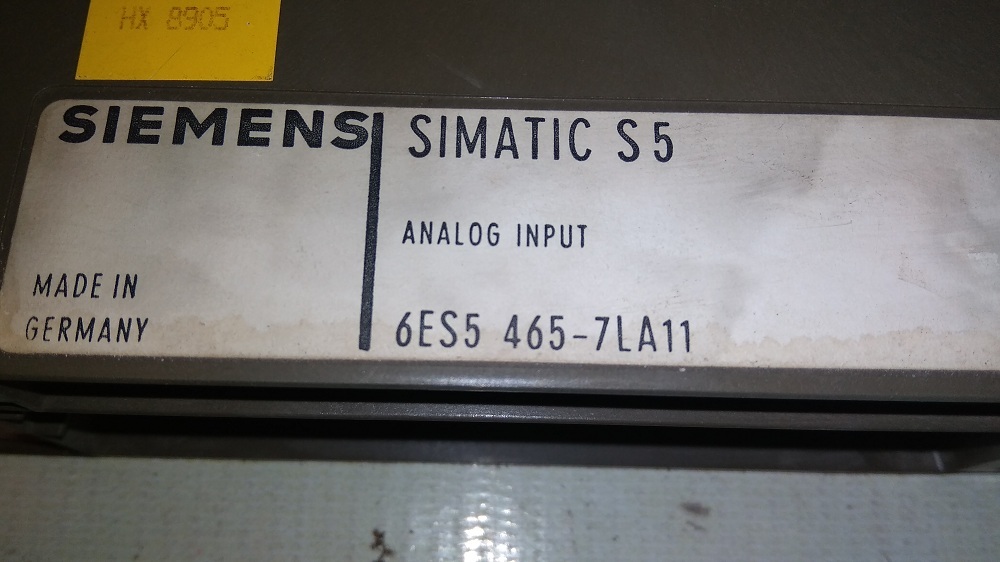 HX 8905
SIEMENS
SIMATIC S5
ANALOG INPUT
MADE IN
GERMANY
6ES5 465-7LA11